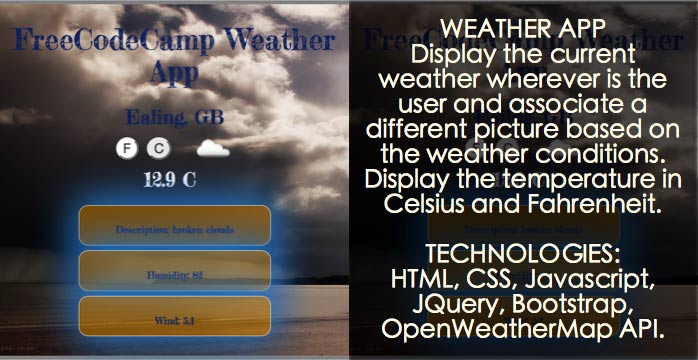 FreeCodeCamp Weather
App
Ealing, GB
F C
12.9 C
Description: broken clouds
Humidity: 82
Wind: 5.1
WEATHER APP
Display the current
weather wherever is the
user and associate a
different picture based on
the weather conditions.
Display the temperature in
Celsius and Fahrenheit.
TECHNOLOGIES:
HTML, CSS, Javascript,
JQuery, Bootstrap,
OpenWeatherMap API.